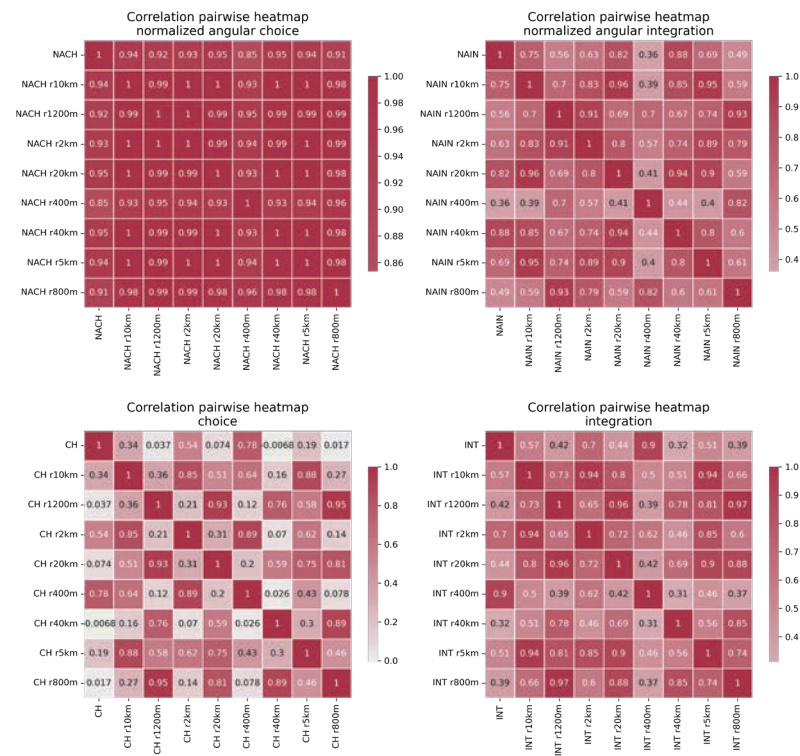 Correlation pairwise heatmap
normalized angular choice
NACH 1 0.94 0.92 0.93 0.95 0.85 0.95 0.94 0.91
NACH r10km 0.94 1 0.99 1 1 0.93 1 1 0.98
NACH r1200m 0.92 0.99 1 1 0.99 0.95 0.99 0.99 0.99
NACH r2km 0.93 1 1 1 0.99 0.94 0.99 1 0.99
NACH r20km 0.95 1 0.99 0.99 1 0.93 1 1 0.98
NACH r400m 0.85 0.93 0.95 0.94 0.93 1 0.93 0.94 0.96
NACH r40km 0.95 1 0.99 0.99 1 0.93 1 1 0.98
NACH r5km 0.94 1 0.99 1 1 0.94 1 1 0.98
NACH r800m 0.91 0.98 0.99 0.99 0.98 0.96 0.98 0.98 1
NACH NACH r10km NACH r1200m NACH r2km NACH r20km NACH r400m NACH r40km NACH r5km NACH r800m
1.00
0.98
0.96
0.94
0.92
0.90
0.88
0.86
Correlation pairwise heatmap
normalized angular integration
NAIN 1 0.75 0.56 0.63 0.82 0.36 0.88 0.69 0.49
NAIN r10km 0.75 1 0.7 0.83 0.96 0.39 0.85 0.95 0.59
NAIN r1200m 0.56 0.7 1 0.91 0.69 0.7 0.67 0.74 0.93
NAIN r2km 0.63 0.83 0.91 1 0.8 0.57 0.74 0.89 0.79
NAIN r20km 0.82 0.96 0.69 0.8 1 0.41 0.94 0.9 0.59
NAIN r400m 0.36 0.39 0.7 0.57 0.41 1 0.44 0.4 0.82
NAIN r40km 0.88 0.85 0.67 0.74 0.94 0.44 1 0.8 0.6
NAIN r5km 0.69 0.95 0.74 0.89 0.9 0.4 0.8 1 0.61
NAIN r800m 0.49 0.59 0.93 0.79 0.59 0.82 0.6 0.61 1
NAIN NAIN r10km NAIN r1200m NAIN r2km NAIN r20km NAIN r400m NAIN r40km NAIN r5km NAIN r800m
1.0
0.9
0.8
0.7
0.6
0.5
0.4
Correlation pairwise heatmap
choice
CH 1 0.34 0.037 0.54 0.074 0.78 -0.0068 0.19 0.017
CH r10km 0.34 1 0.36 0.85 0.51 0.64 0.16 0.88 0.27
CH r1200m 0.037 0.36 1 0.21 0.93 0.12 0.76 0.58 0.95
CH r2km 0.54 0.85 0.21 1 0.31 0.89 0.07 0.62 0.14
CH r20km 0.074 0.51 0.93 0.31 1 0.2 0.59 0.75 0.81
CH r400m 0.78 0.64 0.12 0.89 0.2 1 0.026 0.43 0.078
CH r40km -0.0068 0.16 0.76 0.07 0.59 0.026 1 0.3 0.89
CH r5km 0.19 0.88 0.58 0.62 0.75 0.43 0.3 1 0.46
CH r800m 0.017 0.27 0.95 0.14 0.81 0.078 0.89 0.46 1
CH CH r10km CH r1200m CH r2km CH r20km CH r400m CH r40km CH r5km CH r800m
1.0
0.8
0.6
0.4
0.2
0.0
Correlation pairwise heatmap
integration
INT 1 0.57 0.42 0.7 0.44 0.9 0.32 0.51 0.39
INT r10km 0.57 1 0.73 0.94 0.8 0.5 0.51 0.94 0.66
INT r1200m 0.42 0.73 1 0.65 0.96 0.39 0.78 0.81 0.97
INT r2km 0.7 0.94 0.65 1 0.72 0.62 0.46 0.85 0.6
INT r20km 0.44 0.8 0.96 0.72 1 0.42 0.69 0.9 0.88
INT r400m 0.9 0.5 0.39 0.62 0.42 1 0.31 0.46 0.37
INT r40km 0.32 0.51 0.78 0.46 0.69 0.31 1 0.56 0.85
INT r5km 0.51 0.94 0.81 0.85 0.9 0.46 0.56 1 0.74
INT r800m 0.39 0.66 0.97 0.6 0.88 0.37 0.85 0.74 1
INT INT r10km INT r1200m INT r2km INT r20km INT r400m INT r40km INT r5km INT r800m
1.0
0.9
0.8
0.7
0.6
0.5
0.4